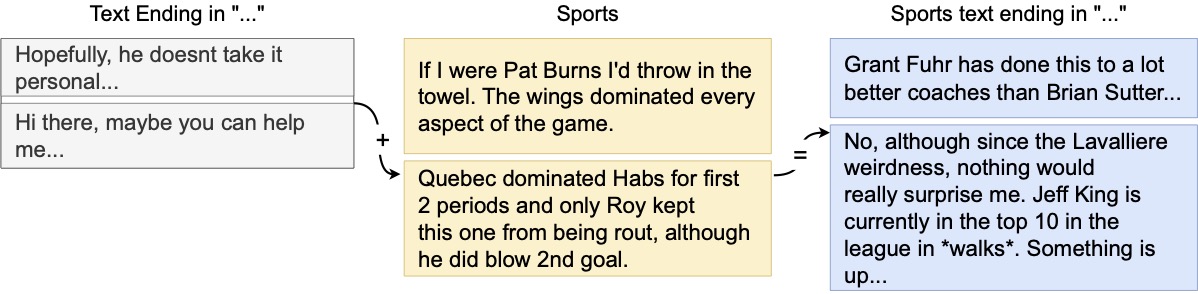 Text Ending in "..."
Hopefully, he doesnt take it
personal...
Hi there, maybe you can help
me...
+
Sports
If I were Pat Burns I'd throw in the
towel. The wings dominated every
aspect of the game.
Quebec dominated Habs for first
2 periods and only Roy kept
this one from being rout, although
he did blow 2nd goal.
=
Sports text ending in "..."
Grant Fuhr has done this to a lot
better coaches than Brian Sutter...
No, although since the Lavalliere
weirdness, nothing would
really surprise me. Jeff King is
currently in the top 10 in the
league in *walks*. Something is
up...